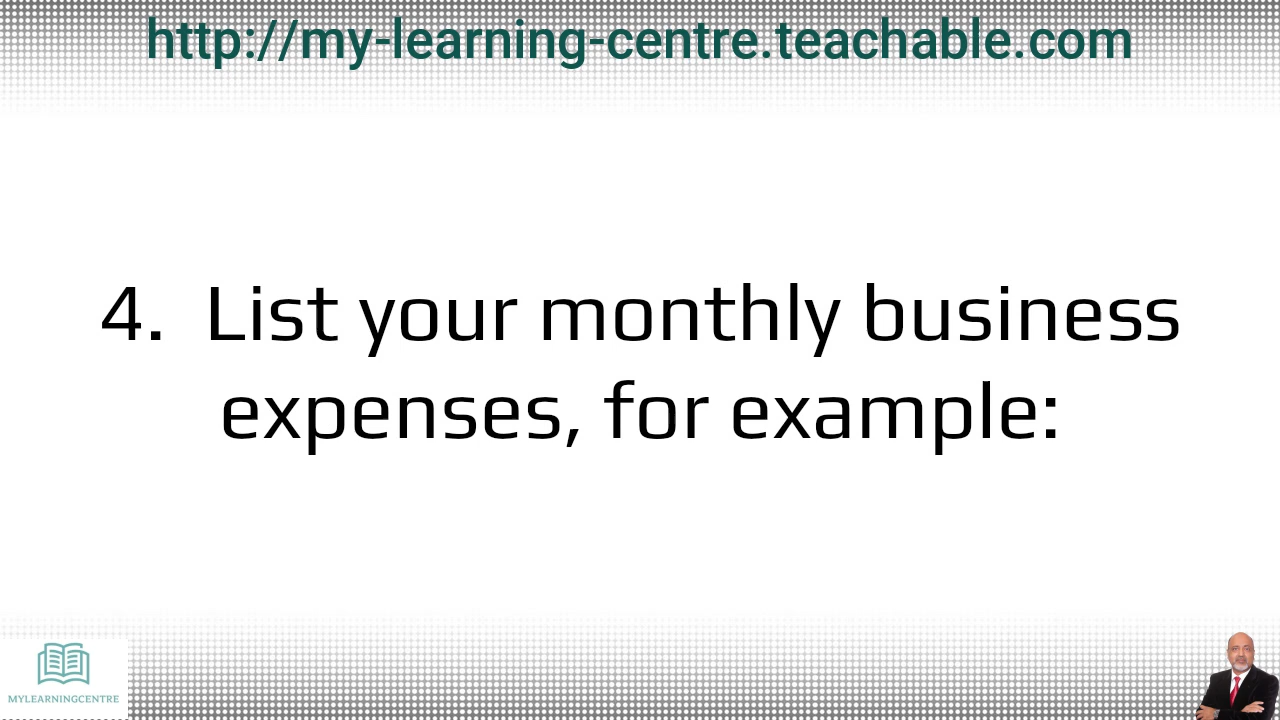 http://my-learning-centre.teachable.com
4. List your monthly business
expenses, for example:
MYLEARNINGCENTRE